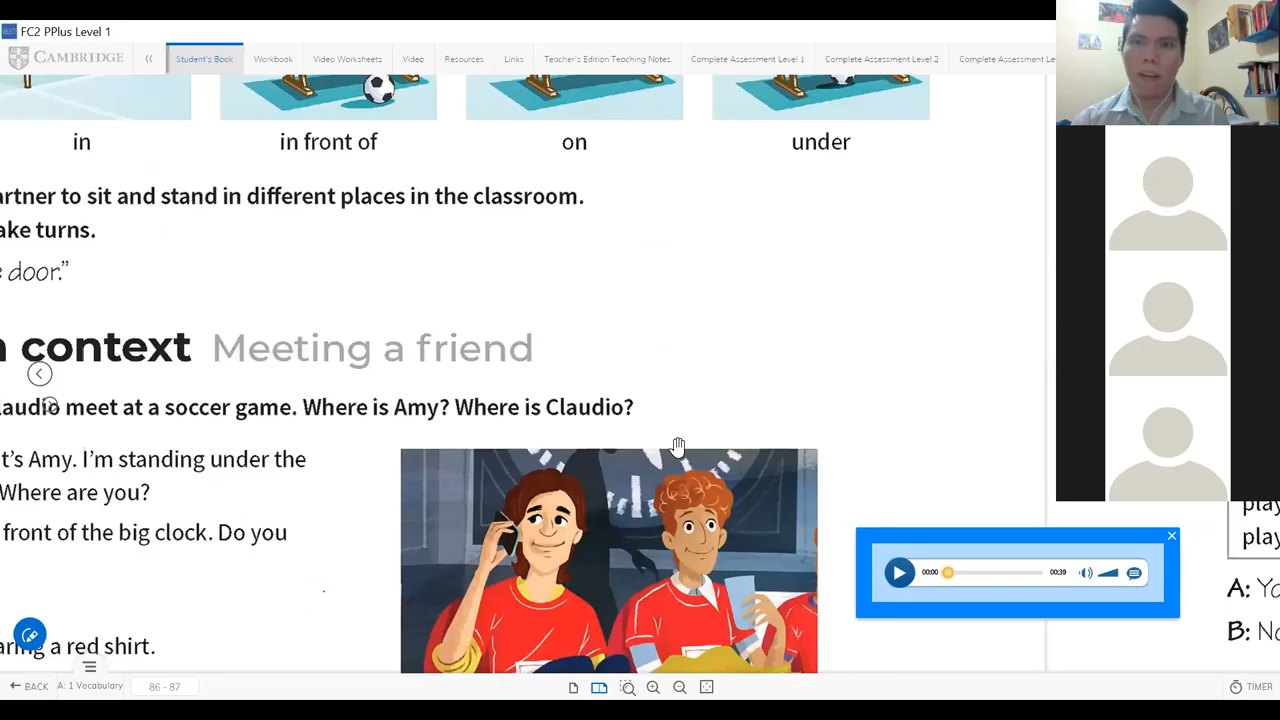 FC2 PPlus Level 1
CAMBRIDGE
Student's Book
Workbook
Video Worksheets
Video
Resources
Links
Teacher's Edition Teaching Notes
Complete Assessment Level 1
Complete Assessment Level 2
Complete Assessment Le
in
in front of
on
under
artner to sit and stand in different places in the classroom.
ake turns.
door.”
context Meeting a friend
laudio meet at a soccer game. Where is Amy? Where is Claudio?
t’s Amy. I’m standing under the
Where are you?
front of the big clock. Do you
aring a red shirt.
play
play
A: Yo
B: No
00:00
00:39
BACK
A: 1 Vocabulary
86 - 87
TIMER